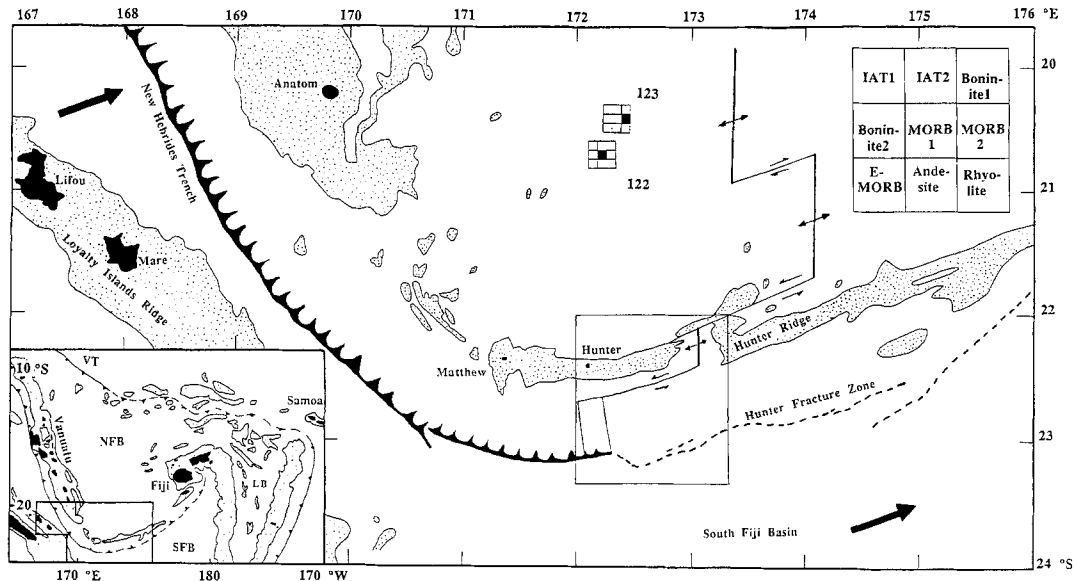 167 168 169 170 171 172 173 174 175 176 °E
20
21
22
23
24 °S
Anatom
New Hebrides Trench
Lifou
Mare
Loyalty Islands Ridge
123
122
IAT1 IAT2 Bonin-
ite1
Bonin-
ite2 MORB
1 MORB
2
E-
MORB Ande-
site Rhyo-
lite
Matthew
Hunter
Hunter Ridge
Hunter Fracture Zone
South Fiji Basin
10 °S
VT
Samoa
Vanuatu
NFB
Fiji
LB
20
SFB
170 °E 180 170 °W